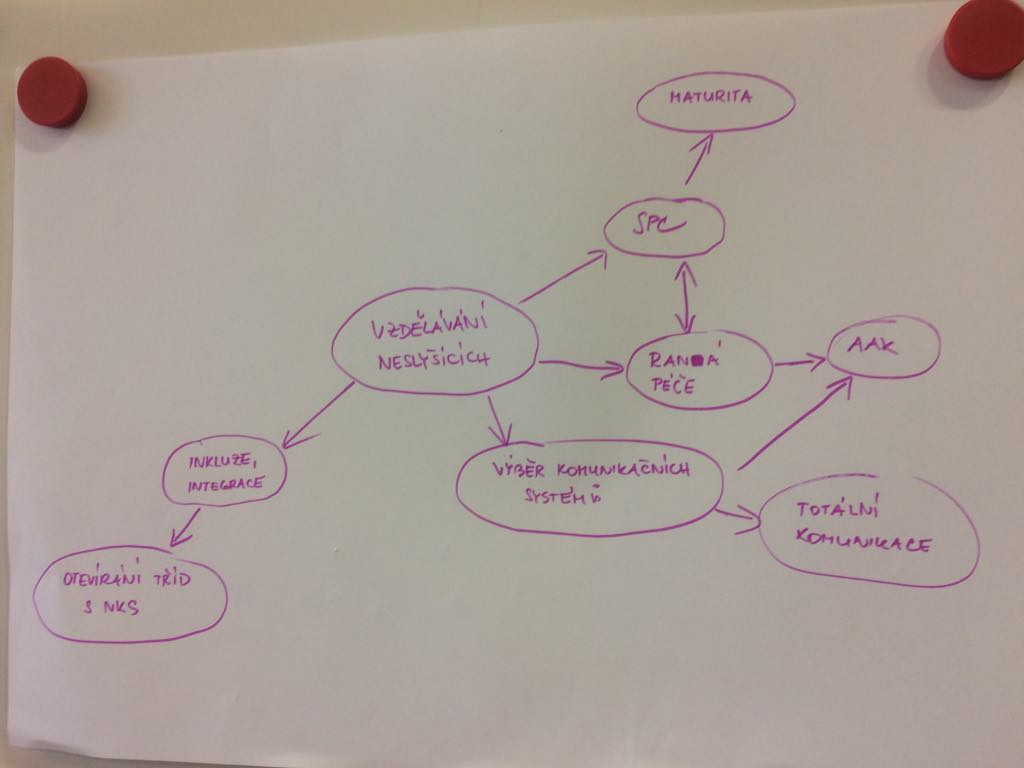 MATURITA
SPC
VZDĚLÁVÁNÍ
NESLYŠÍCÍCH
RANÁ
PÉČE
AAK
INKLUZE,
INTEGRACE
VÝBĚR KOMUNIKAČNÍCH
SYSTÉMŮ
TOTÁLNÍ
KOMUNIKACE
OTEVÍRÁNÍ TŘÍD
S NKS